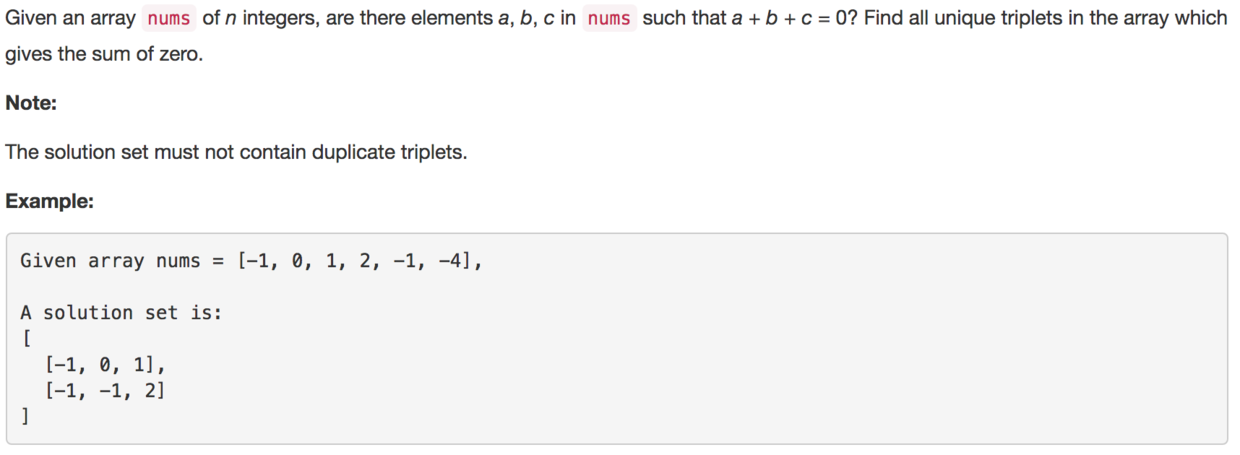 Given an array nums of n integers, are there elements a, b, c in nums such that a + b + c = 0? Find all unique triplets in the array which
gives the sum of zero.
Note:
The solution set must not contain duplicate triplets.
Example:
Given array nums = [-1, 0, 1, 2, -1, -4],
A solution set is:
[
  [-1, 0, 1],
  [-1, -1, 2]
]